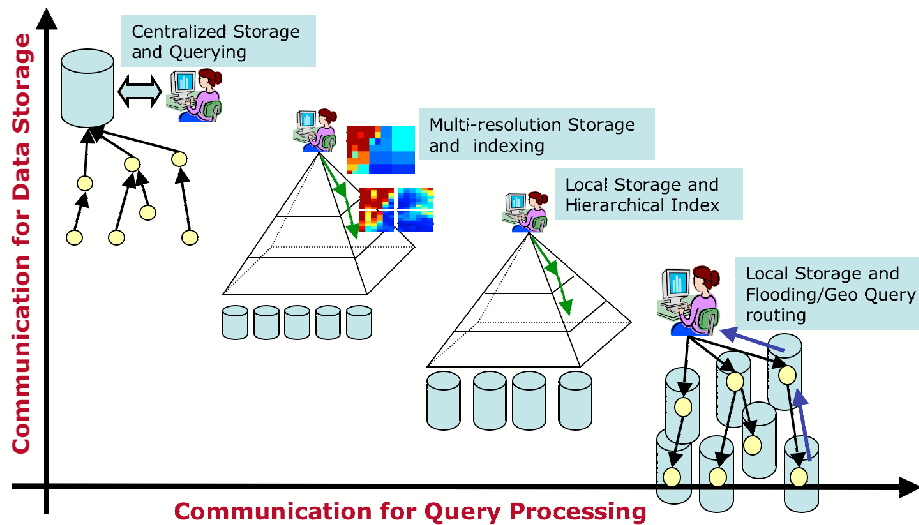 Centralized Storage
and Querying
Multi-resolution Storage
and indexing
Local Storage and
Hierarchical Index
Local Storage and
Flooding/Geo Query
routing
Communication for Data Storage
Communication for Query Processing